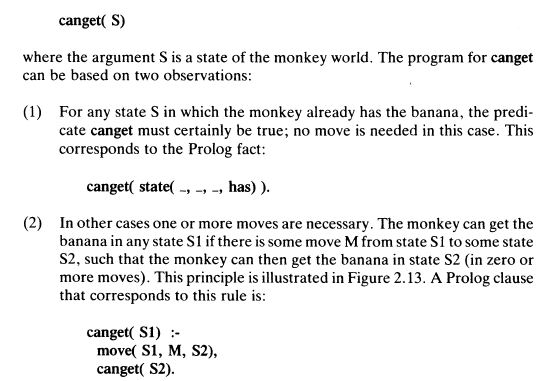 canget( S)
where the argument S is a state of the monkey world. The program for canget
can be based on two observations:
(1) For any state S in which the monkey already has the banana, the predi-
cate canget must certainly be true; no move is needed in this case. This
corresponds to the Prolog fact:
canget( state( _, _, _, has) ).
(2) In other cases one or more moves are necessary. The monkey can get the
banana in any state S1 if there is some move M from state S1 to some state
S2, such that the monkey can then get the banana in state S2 (in zero or
more moves). This principle is illustrated in Figure 2.13. A Prolog clause
that corresponds to this rule is:
canget( S1) :-
move( S1, M, S2),
canget( S2).